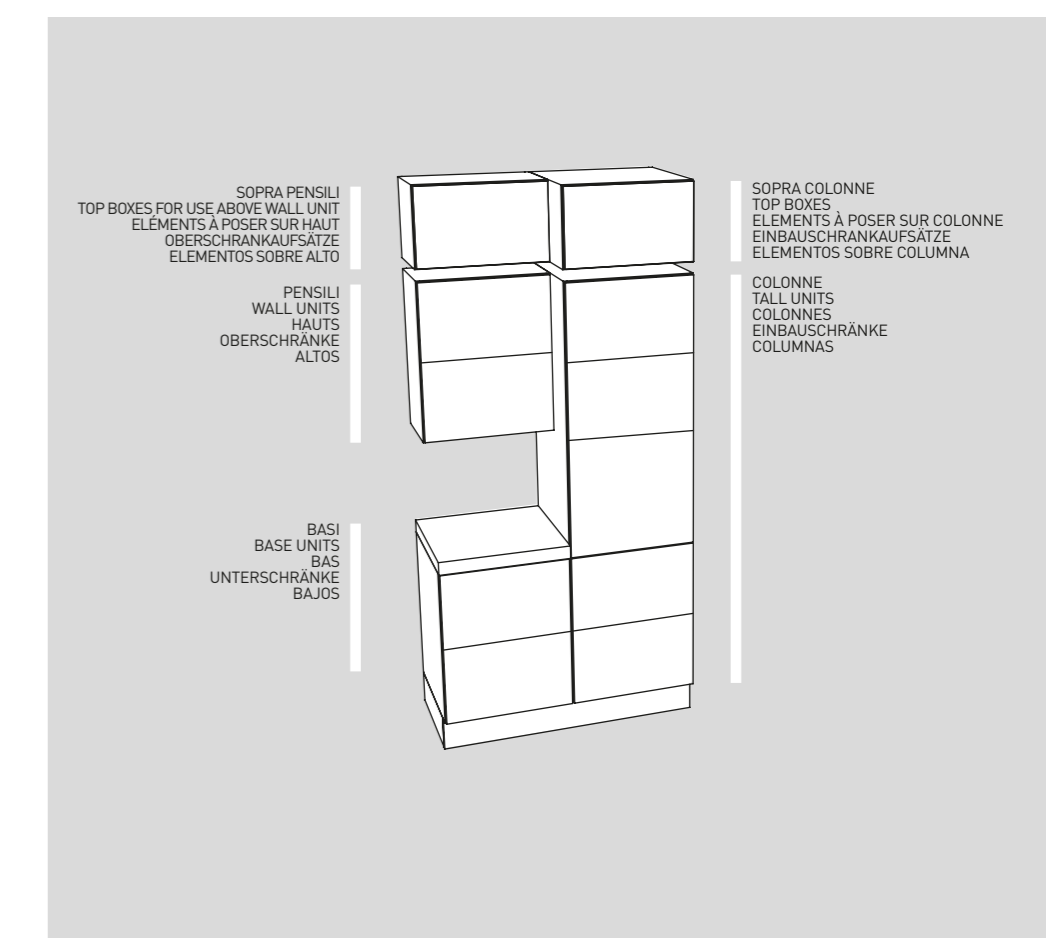 SOPRA PENSILI
TOP BOXES FOR USE ABOVE WALL UNIT
ELÉMENTS À POSER SUR HAUT
OBERSCHRANKAUFSÄTZE
ELEMENTOS SOBRE ALTO
PENSILI
WALL UNITS
HAUTS
OBERSCHRÄNKE
ALTOS
BASI
BASE UNITS
BAS
UNTERSCHRÄNKE
BAJOS
SOPRA COLONNE
TOP BOXES
ELEMENTS À POSER SUR COLONNE
EINBAUSCHRANKAUFSÄTZE
ELEMENTOS SOBRE COLUMNA
COLONNE
TALL UNITS
COLONNES
EINBAUSCHRÄNKE
COLUMNAS